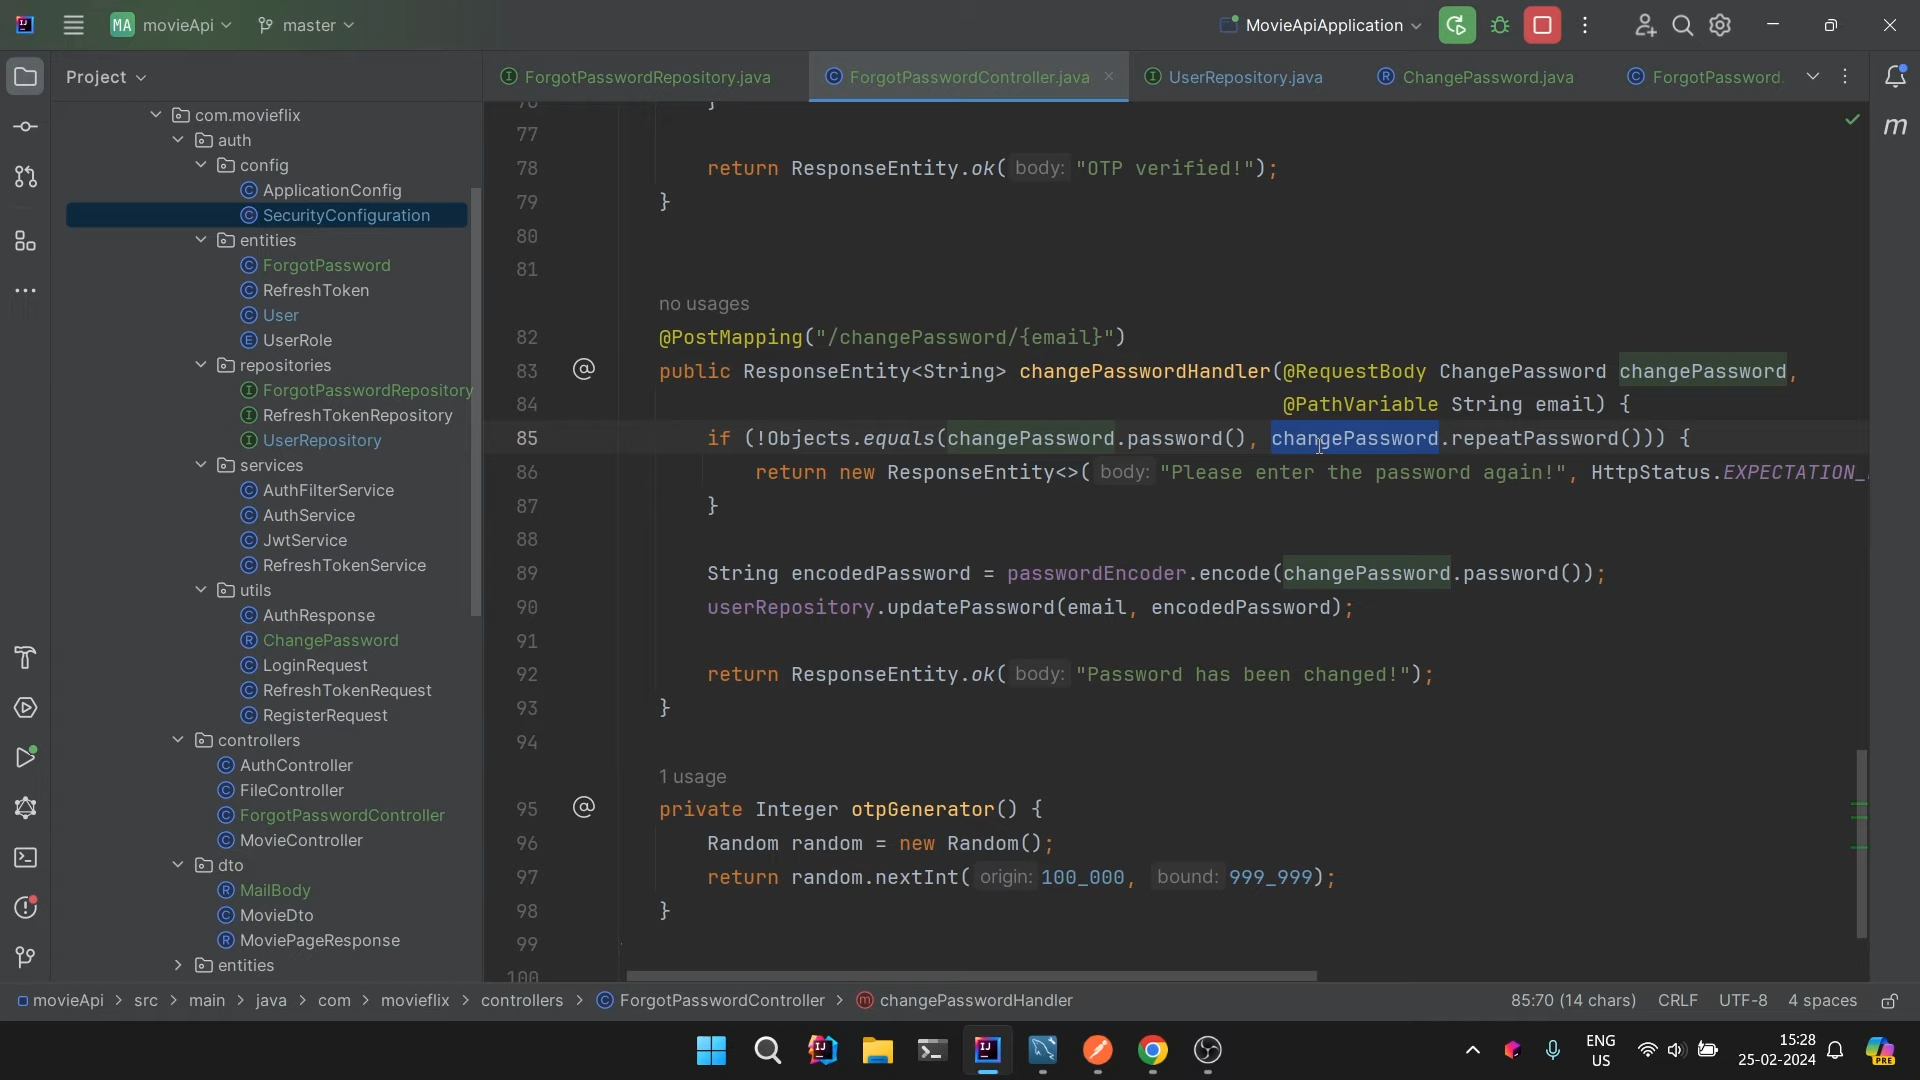 MA movieApi master MovieApiApplication
Project
ForgotPasswordRepository.java ForgotPasswordController.java UserRepository.java ChangePassword.java ForgotPassword.
com.movieflix
auth
config
ApplicationConfig
SecurityConfiguration
entities
ForgotPassword
RefreshToken
User
UserRole
repositories
ForgotPasswordRepository
RefreshTokenRepository
UserRepository
services
AuthFilterService
AuthService
JwtService
RefreshTokenService
utils
AuthResponse
ChangePassword
LoginRequest
RefreshTokenRequest
RegisterRequest
controllers
AuthController
FileController
ForgotPasswordController
MovieController
dto
MailBody
MovieDto
MoviePageResponse
entities
76 }
77
78 return ResponseEntity.ok( body: "OTP verified!");
79 }
80
81
no usages
82 @PostMapping("/changePassword/{email}")
83 public ResponseEntity<String> changePasswordHandler(@RequestBody ChangePassword changePassword,
84 @PathVariable String email) {
85 if (!Objects.equals(changePassword.password(), changePassword.repeatPassword())) {
86 return new ResponseEntity<>( body: "Please enter the password again!", HttpStatus.EXPECTATION_
87 }
88
89 String encodedPassword = passwordEncoder.encode(changePassword.password());
90 userRepository.updatePassword(email, encodedPassword);
91
92 return ResponseEntity.ok( body: "Password has been changed!");
93 }
94
1 usage
95 private Integer otpGenerator() {
96 Random random = new Random();
97 return random.nextInt( origin: 100_000, bound: 999_999);
98 }
99
100
movieApi > src > main > java > com > movieflix > controllers > ForgotPasswordController > changePasswordHandler 85:70 (14 chars) CRLF UTF-8 4 spaces
ENG
US
15:28
25-02-2024
PRE